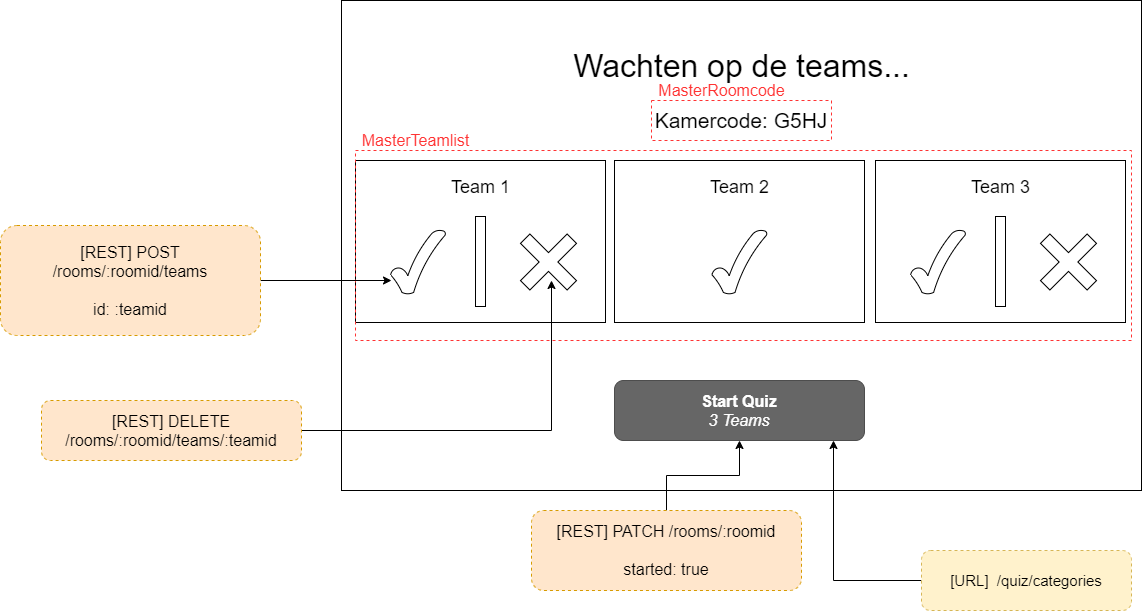 Wachten op de teams...
MasterRoomcode
Kamercode: G5HJ
MasterTeamlist
Team 1
Team 2
Team 3
[REST] POST
/rooms/:roomid/teams
id: :teamid
[REST] DELETE
/rooms/:roomid/teams/:teamid
Start Quiz
3 Teams
[REST] PATCH /rooms/:roomid
started: true
[URL] /quiz/categories